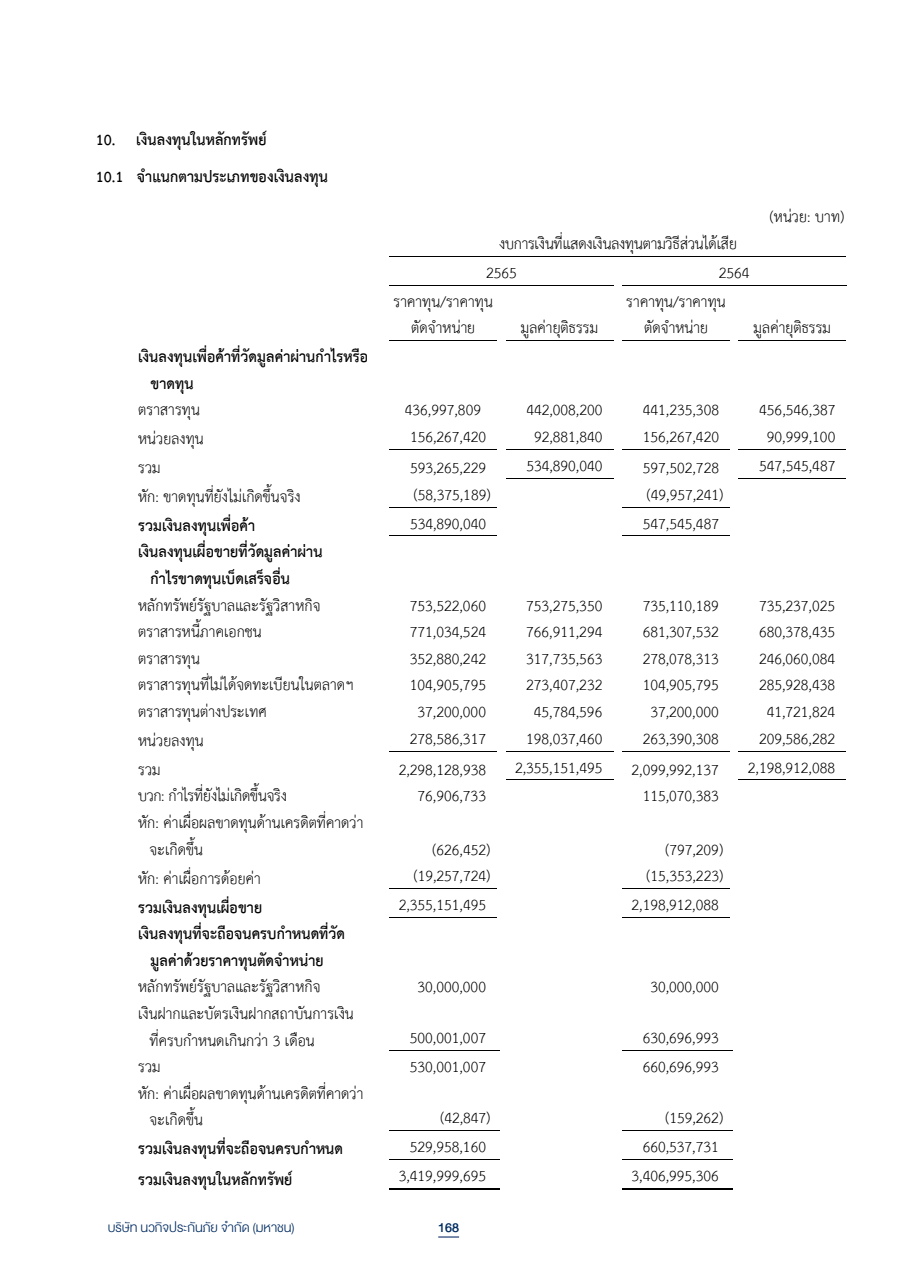 10. เงินลงทุนในหลักทรัพย์
10.1 จำแนกตามประเภทของเงินลงทุน
(หน่วย: บาท)
งบการเงินที่แสดงเงินลงทุนตามวิธีส่วนได้เสีย
2565 2564
ราคาทุน/ราคาทุน ราคาทุน/ราคาทุน
ตัดจำหน่าย มูลค่ายุติธรรม ตัดจำหน่าย มูลค่ายุติธรรม
เงินลงทุนเพื่อค้าที่วัดมูลค่าผ่านกำไรหรือ
ขาดทุน
ตราสารทุน 436,997,809 442,008,200 441,235,308 456,546,387
หน่วยลงทุน 156,267,420 92,881,840 156,267,420 90,999,100
รวม 593,265,229 534,890,040 597,502,728 547,545,487
หัก: ขาดทุนที่ยังไม่เกิดขึ้นจริง (58,375,189) (49,957,241)
รวมเงินลงทุนเพื่อค้า 534,890,040 547,545,487
เงินลงทุนเผื่อขายที่วัดมูลค่าผ่าน
กำไรขาดทุนเบ็ดเสร็จอื่น
หลักทรัพย์รัฐบาลและรัฐวิสาหกิจ 753,522,060 753,275,350 735,110,189 735,237,025
ตราสารหนี้ภาคเอกชน 771,034,524 766,911,294 681,307,532 680,378,435
ตราสารทุน 352,880,242 317,735,563 278,078,313 246,060,084
ตราสารทุนที่ไม่ได้จดทะเบียนในตลาดฯ 104,905,795 273,407,232 104,905,795 285,928,438
ตราสารทุนต่างประเทศ 37,200,000 45,784,596 37,200,000 41,721,824
หน่วยลงทุน 278,586,317 198,037,460 263,390,308 209,586,282
รวม 2,298,128,938 2,355,151,495 2,099,992,137 2,198,912,088
บวก: กำไรที่ยังไม่เกิดขึ้นจริง 76,906,733 115,070,383
หัก: ค่าเผื่อผลขาดทุนด้านเครดิตที่คาดว่า
จะเกิดขึ้น (626,452) (797,209)
หัก: ค่าเผื่อการด้อยค่า (19,257,724) (15,353,223)
รวมเงินลงทุนเผื่อขาย 2,355,151,495 2,198,912,088
เงินลงทุนที่จะถือจนครบกำหนดที่วัด
มูลค่าด้วยราคาทุนตัดจำหน่าย
หลักทรัพย์รัฐบาลและรัฐวิสาหกิจ 30,000,000 30,000,000
เงินฝากและบัตรเงินฝากสถาบันการเงิน
ที่ครบกำหนดเกินกว่า 3 เดือน 500,001,007 630,696,993
รวม 530,001,007 660,696,993
หัก: ค่าเผื่อผลขาดทุนด้านเครดิตที่คาดว่า
จะเกิดขึ้น (42,847) (159,262)
รวมเงินลงทุนที่จะถือจนครบกำหนด 529,958,160 660,537,731
รวมเงินลงทุนในหลักทรัพย์ 3,419,999,695 3,406,995,306
บริษัท นวกิจประกันภัย จำกัด (มหาชน) 168